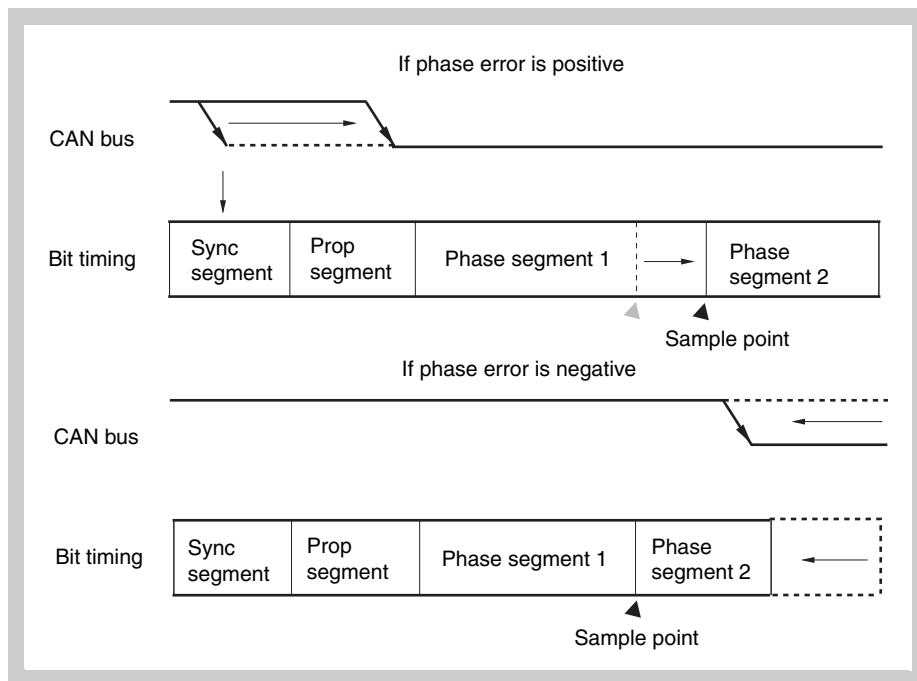 If phase error is positive
CAN bus
Bit timing
Sync
segment
Prop
segment
Phase segment 1
Phase
segment 2
Sample point
If phase error is negative
CAN bus
Bit timing
Sync
segment
Prop
segment
Phase segment 1
Phase
segment 2
Sample point